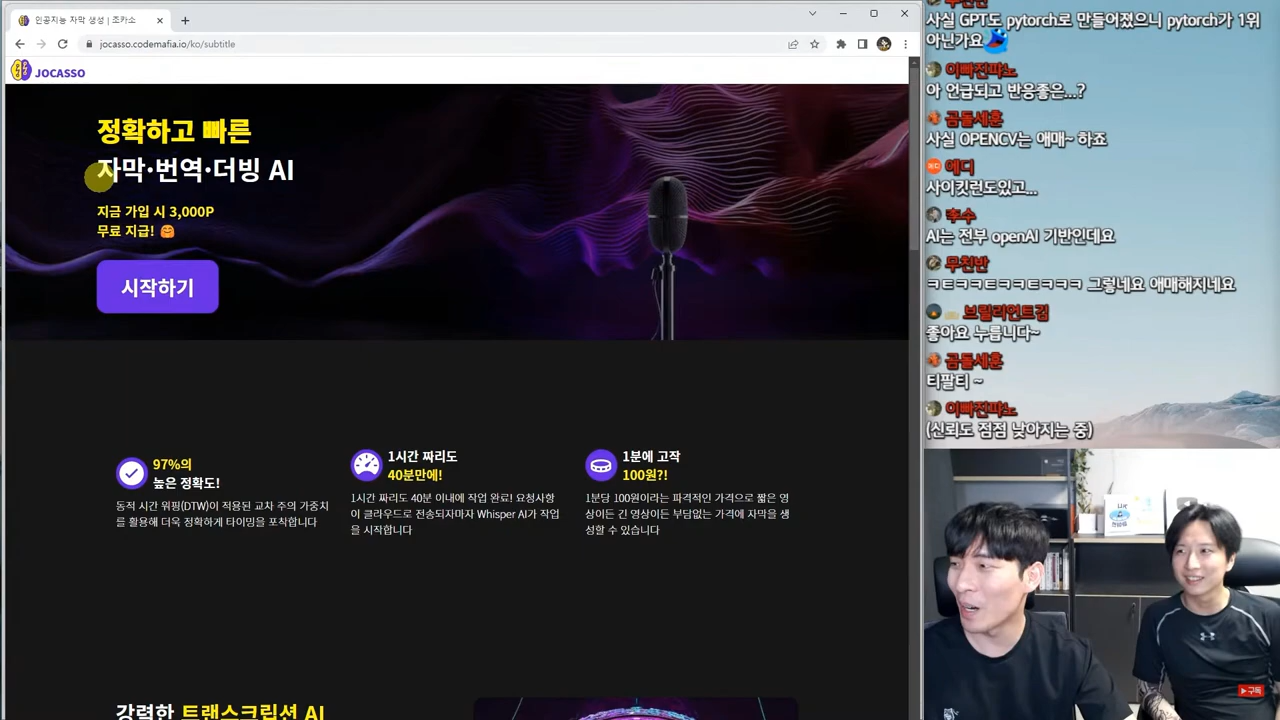 인공지능 자막 생성 | 조카소
jocasso.codemafia.io/ko/subtitle
JOCASSO
정확하고 빠른
자막·번역·더빙 AI
지금 가입 시 3,000P
무료 지급! 🤗
시작하기
97%의
높은 정확도!
동적 시간 워핑(DTW)이 적용된 교차 주의 가중치
를 활용해 더욱 정확하게 타이밍을 포착합니다
1시간 짜리도
40분만에!
1시간 짜리도 40분 이내에 작업 완료! 요청사항
이 클라우드로 전송되자마자 Whisper AI가 작업
을 시작합니다
1분에 고작
100원?!
1분당 100원이라는 파격적인 가격으로 짧은 영
상이든 긴 영상이든 부담없는 가격에 자막을 생
성할 수 있습니다
강력한 트랜스크립션 AI
사실 GPT도 pytorch로 만들어졌으니 pytorch가 1위
아닌가요
이빠진파노
아 언급되고 반응좋은...?
곰돌세훈
사실 OPENCV는 애매~ 하죠
에디
사이킷런도있고...
李수
AI는 전부 openAI 기반인데요
무친반
ㅋㅌㅋㅋㅌㅋㅋㅌㅋㅋㅋ 그렇네요 애매해지네요
브릴리언트김
좋아요 누릅니다~
곰돌세훈
티팔티 ~
이빠진파노
(신뢰도 점점 낮아지는 중)
구독